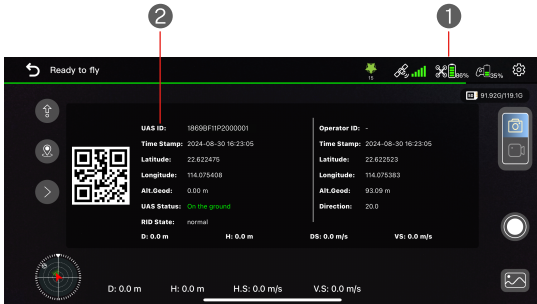 2
1
Ready to fly
15
86%
35%
91.92G/119.1G
UAS ID: 1869BF11P2000001
Time Stamp: 2024-08-30 16:23:05
Latitude: 22.622475
Longitude: 114.075408
Alt.Geod: 0.00 m
UAS Status: On the ground
RID State: normal
Operator ID: -
Time Stamp: 2024-08-30 16:23:05
Latitude: 22.622523
Longitude: 114.075383
Alt.Geod: 93.09 m
Direction: 20.0
D: 0.0 m H: 0.0 m DS: 0.0 m/s VS: 0.0 m/s
D: 0.0 m H: 0.0 m H.S: 0.0 m/s V.S: 0.0 m/s